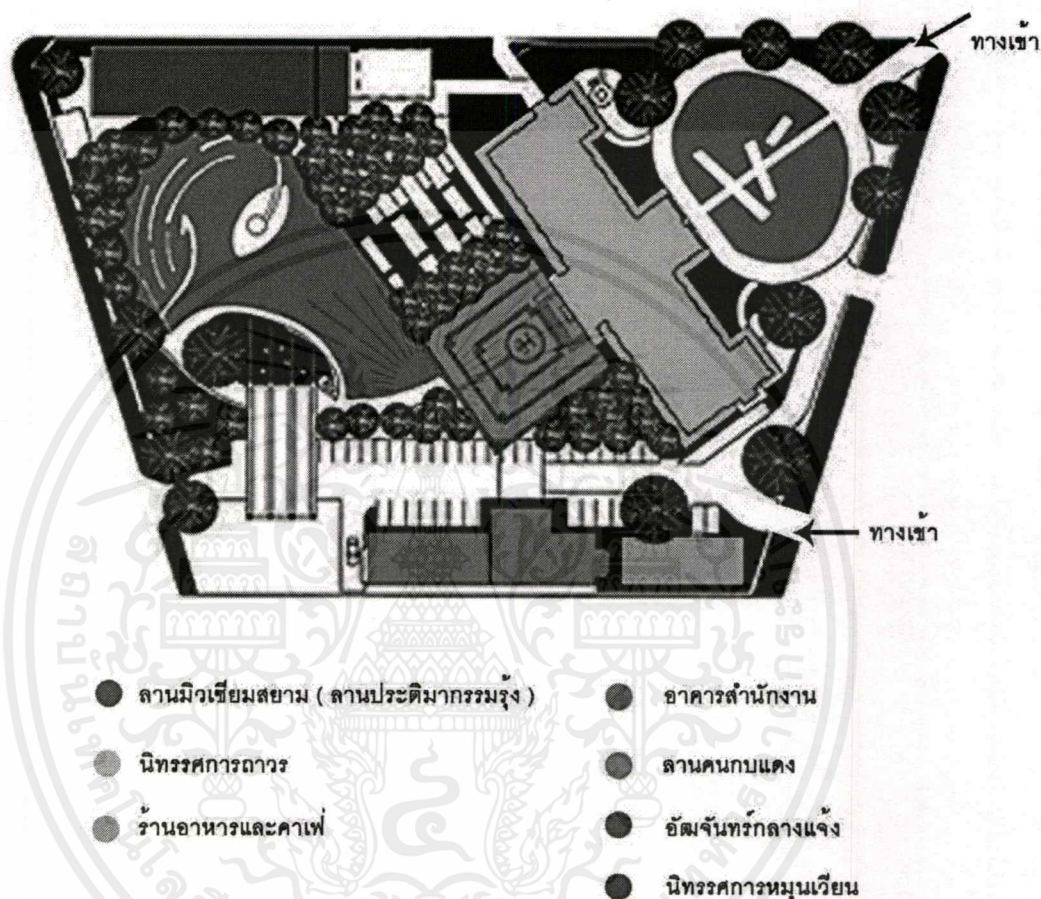 ทางเข้า
ทางเข้า
ลานมิวเซียมสยาม ( ลานประติมากรรมรุ้ง )
นิทรรศการถาวร
ร้านอาหารและคาเฟ่
อาคารสำนักงาน
ลานคนกบแดง
อัฒจันทร์กลางแจ้ง
นิทรรศการหมุนเวียน